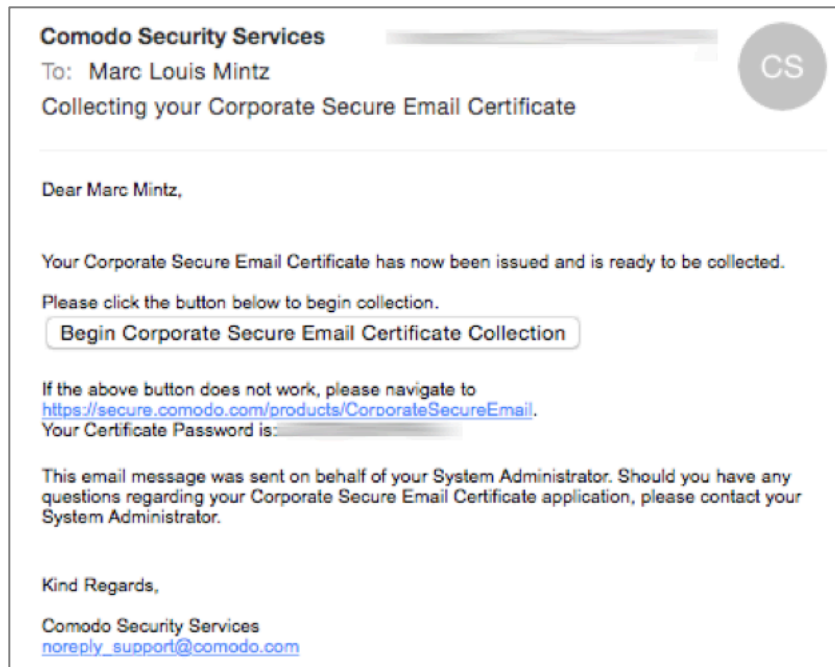 Comodo Security Services
To: Marc Louis Mintz
Collecting your Corporate Secure Email Certificate
CS
Dear Marc Mintz,
Your Corporate Secure Email Certificate has now been issued and is ready to be collected.
Please click the button below to begin collection.
Begin Corporate Secure Email Certificate Collection
If the above button does not work, please navigate to
https://secure.comodo.com/products/CorporateSecureEmail.
Your Certificate Password is:
This email message was sent on behalf of your System Administrator. Should you have any
questions regarding your Corporate Secure Email Certificate application, please contact your
System Administrator.
Kind Regards,
Comodo Security Services
noreply_support@comodo.com